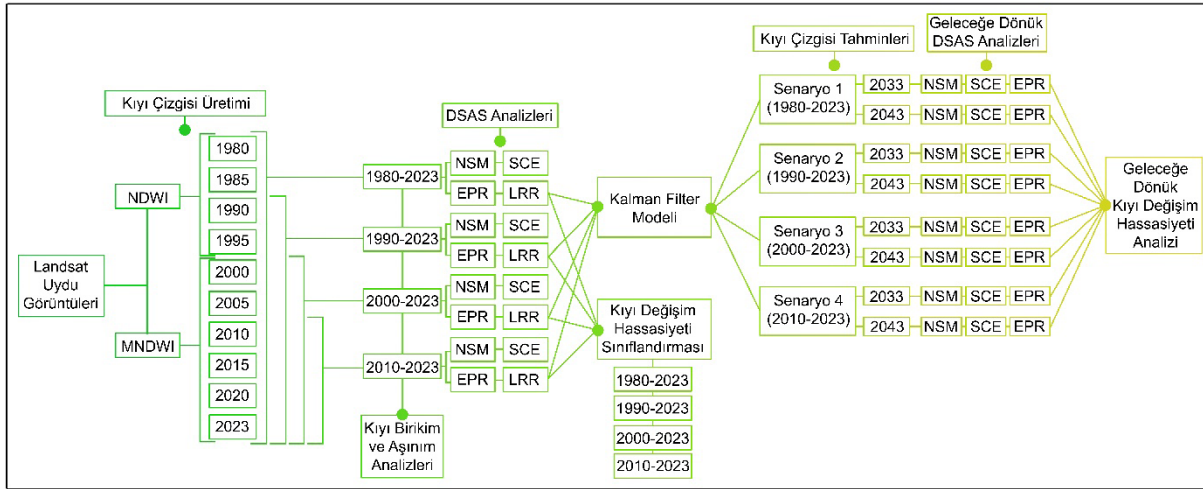 Landsat
Uydu
Görüntüleri
NDWI
MNDWI
Kıyı Çizgisi Üretimi
1980
1985
1990
1995
2000
2005
2010
2015
2020
2023
1980-2023
1990-2023
2000-2023
2010-2023
Kıyı Birikim
ve Aşınım
Analizleri
DSAS Analizleri
NSM SCE
EPR LRR
NSM SCE
EPR LRR
NSM SCE
EPR LRR
NSM SCE
EPR LRR
Kalman Filter
Modeli
Kıyı Değişim
Hassasiyeti
Sınıflandırması
1980-2023
1990-2023
2000-2023
2010-2023
Kıyı Çizgisi Tahminleri
Geleceğe Dönük
DSAS Analizleri
Senaryo 1
(1980-2023)
2033 NSM SCE EPR
2043 NSM SCE EPR
Senaryo 2
(1990-2023)
2033 NSM SCE EPR
2043 NSM SCE EPR
Senaryo 3
(2000-2023)
2033 NSM SCE EPR
2043 NSM SCE EPR
Senaryo 4
(2010-2023)
2033 NSM SCE EPR
2043 NSM SCE EPR
Geleceğe
Dönük
Kıyı Değişim
Hassasiyeti
Analizi